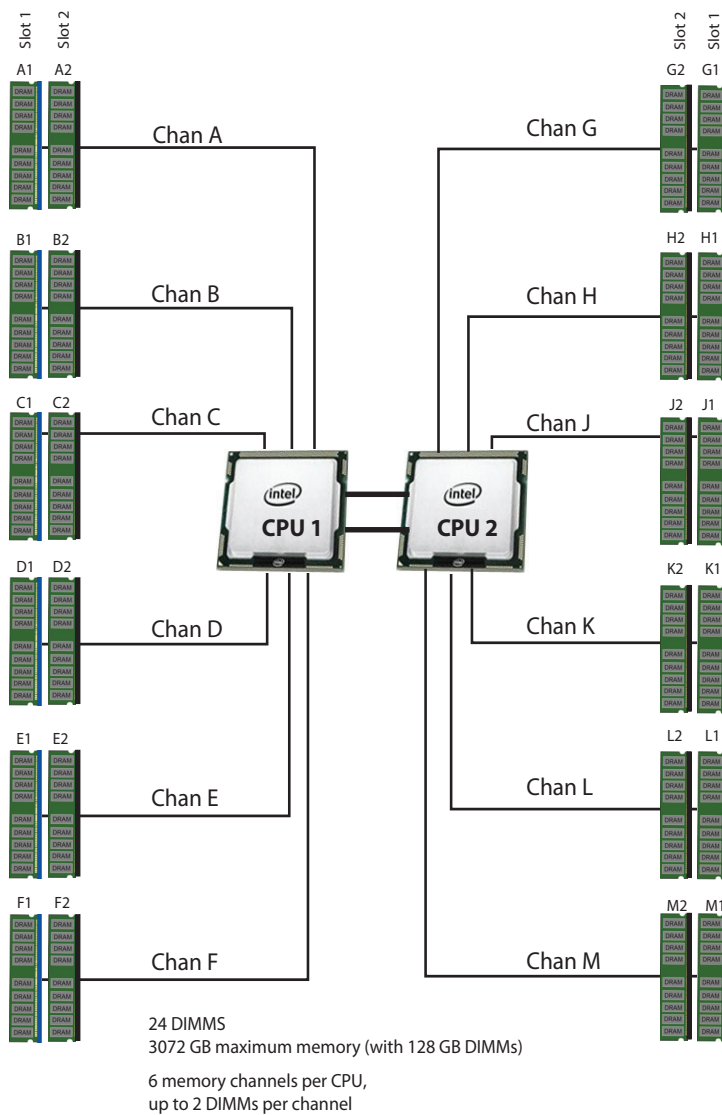 Slot 1 Slot 2
Slot 2 Slot 1
A1 A2
G2 G1
DRAM
Chan A
Chan G
B1 B2
H2 H1
Chan B
Chan H
C1 C2
J2 J1
Chan C
Chan J
intel
CPU 1
intel
CPU 2
D1 D2
K2 K1
Chan D
Chan K
E1 E2
L2 L1
Chan E
Chan L
F1 F2
M2 M1
Chan F
Chan M
24 DIMMS
3072 GB maximum memory (with 128 GB DIMMs)
6 memory channels per CPU,
up to 2 DIMMs per channel